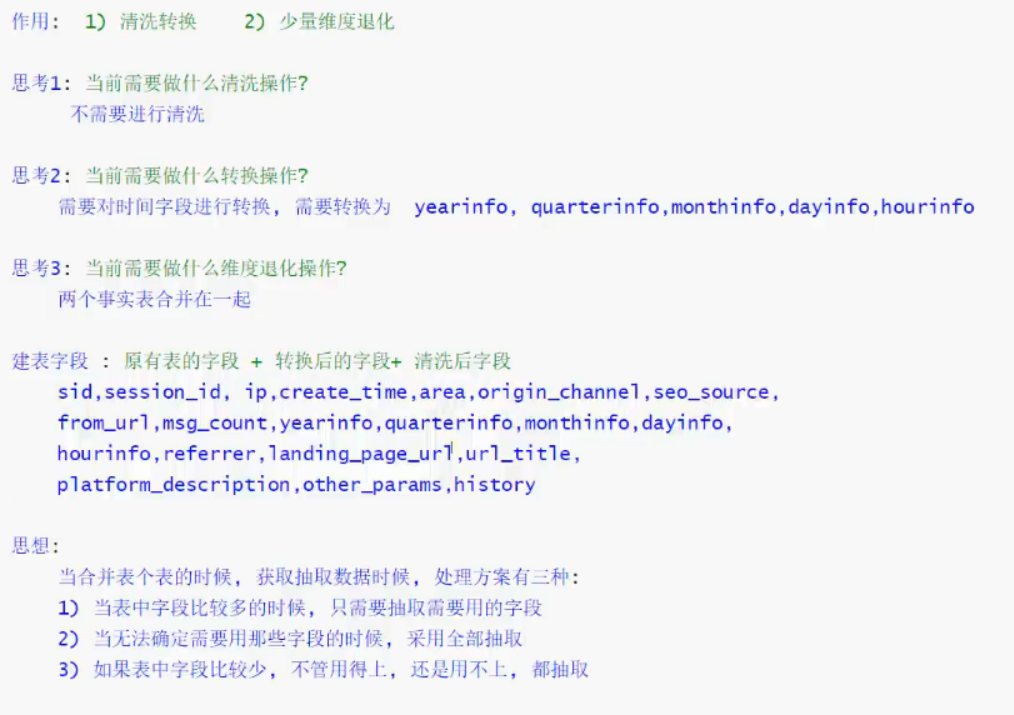 作用: 1) 清洗转换 2) 少量维度退化
思考1: 当前需要做什么清洗操作?
不需要进行清洗
思考2: 当前需要做什么转换操作?
需要对时间字段进行转换, 需要转换为 yearinfo, quarterinfo,monthinfo,dayinfo,hourinfo
思考3: 当前需要做什么维度退化操作?
两个事实表合并在一起
建表字段 : 原有表的字段 + 转换后的字段+ 清洗后字段
sid,session_id, ip,create_time,area,origin_channel,seo_source,
from_url,msg_count,yearinfo,quarterinfo,monthinfo,dayinfo,
hourinfo,referrer,landing_page_url,url_title,
platform_description,other_params,history
思想:
当合并表个表的时候, 获取抽取数据时候, 处理方案有三种:
1) 当表中字段比较多的时候, 只需要抽取需要用的字段
2) 当无法确定需要用那些字段的时候, 采用全部抽取
3) 如果表中字段比较少, 不管用得上, 还是用不上, 都抽取